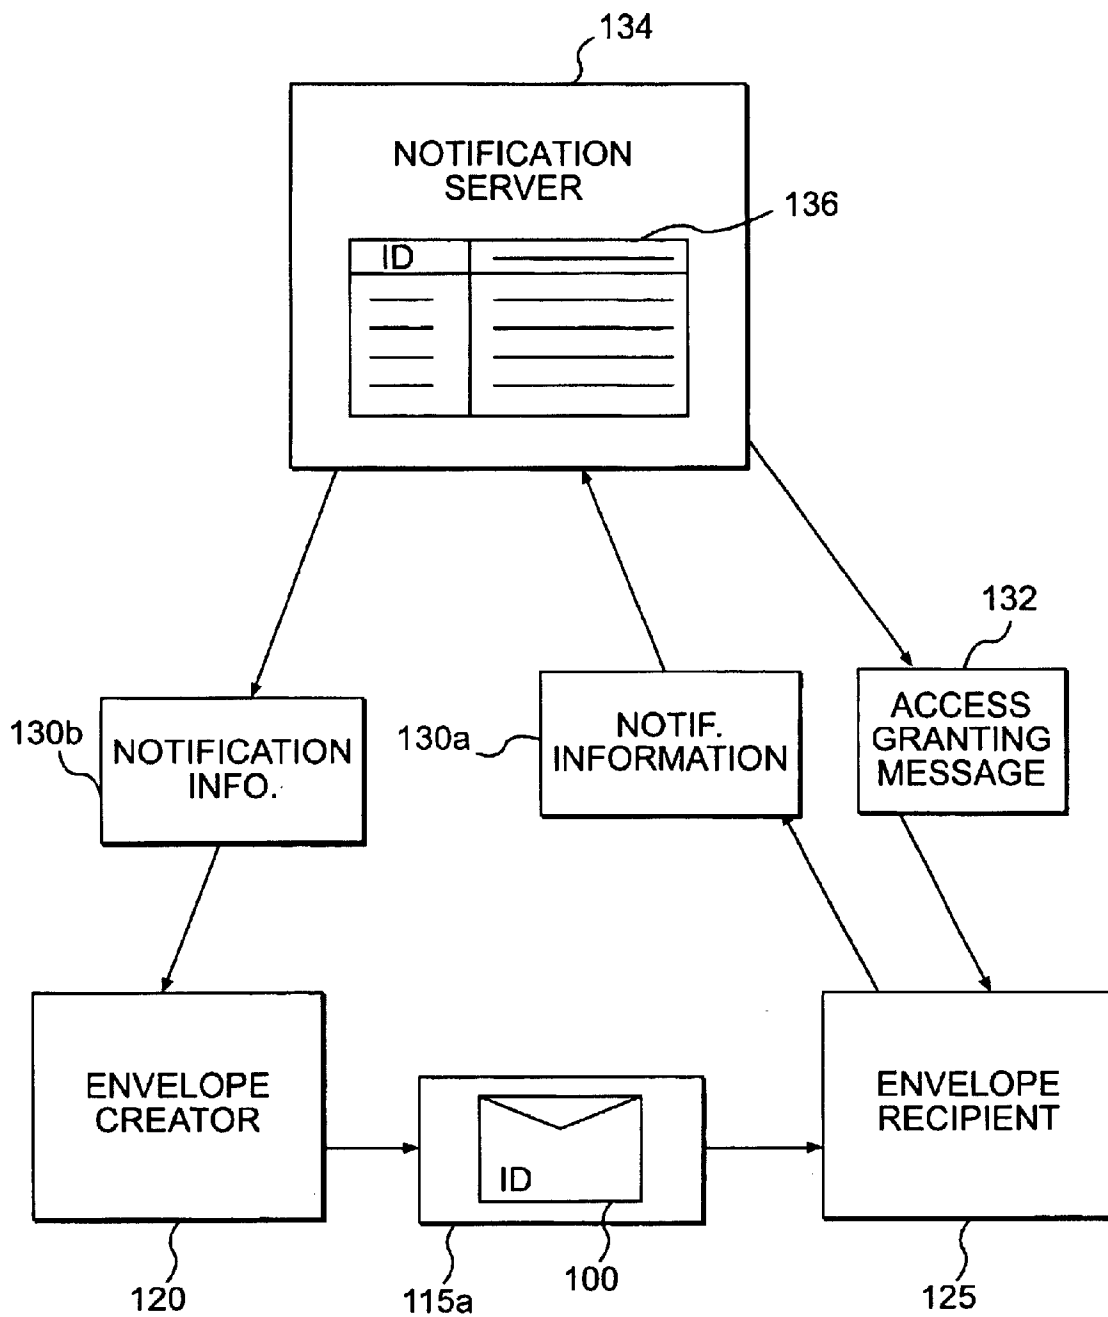 134
NOTIFICATION
SERVER
136
ID
132
130b
NOTIFICATION
INFO.
130a
NOTIF.
INFORMATION
ACCESS
GRANTING
MESSAGE
ENVELOPE
CREATOR
ID
ENVELOPE
RECIPIENT
120
115a
100
125